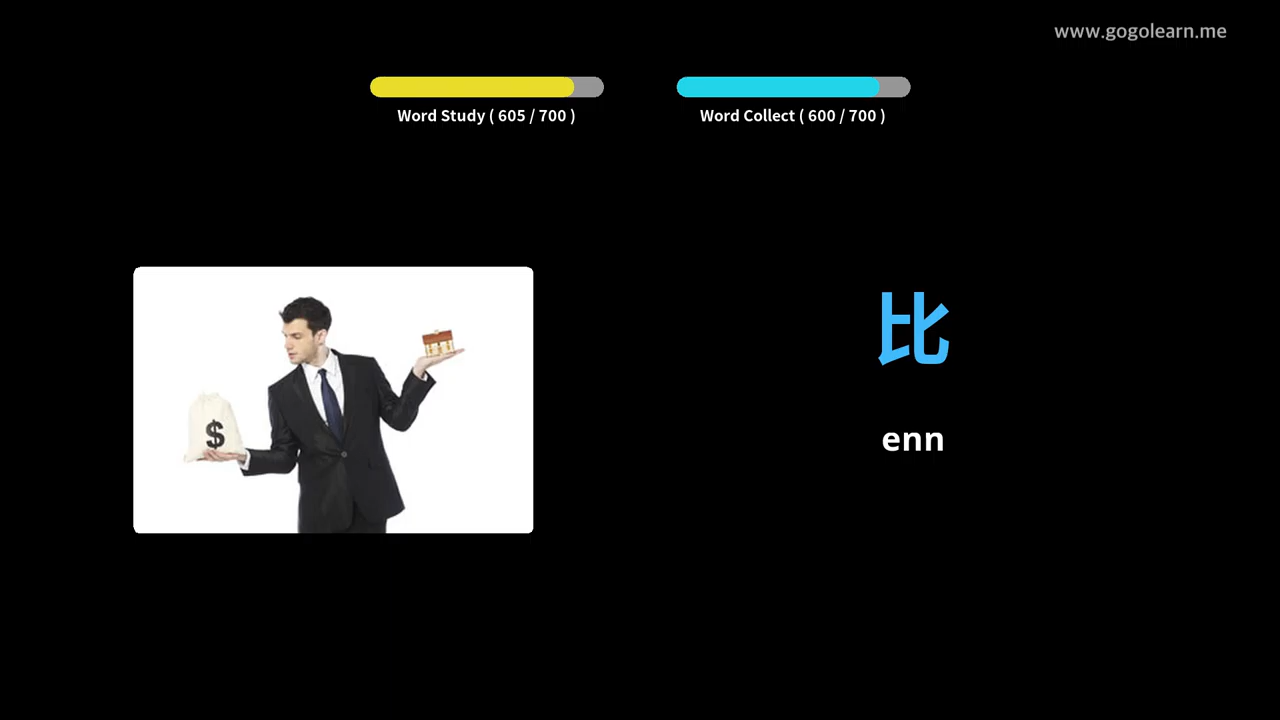 www.gogolearn.me
Word Study ( 605 / 700 )
Word Collect ( 600 / 700 )
$
比
enn